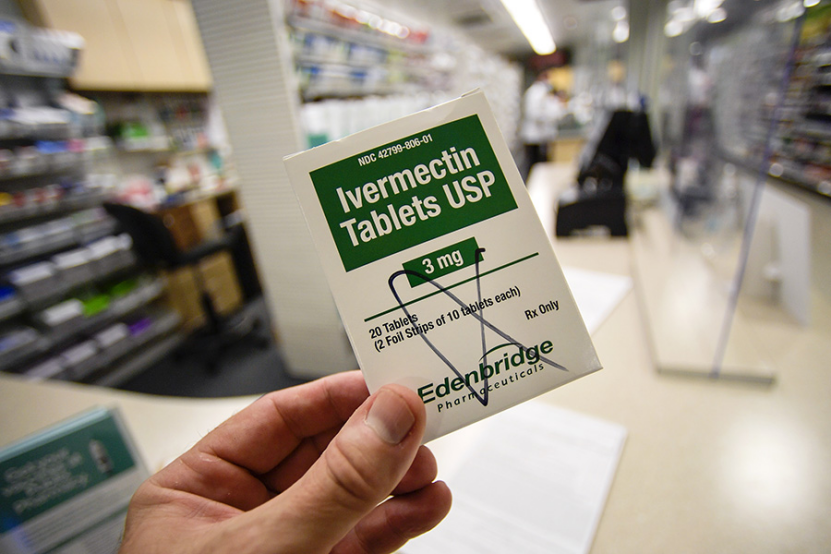 NDC 42799-806-01
Ivermectin
Tablets USP
3 mg
20 Tablets
(2 Foil Strips of 10 tablets each)
Rx Only
Edenbridge
Pharmaceuticals